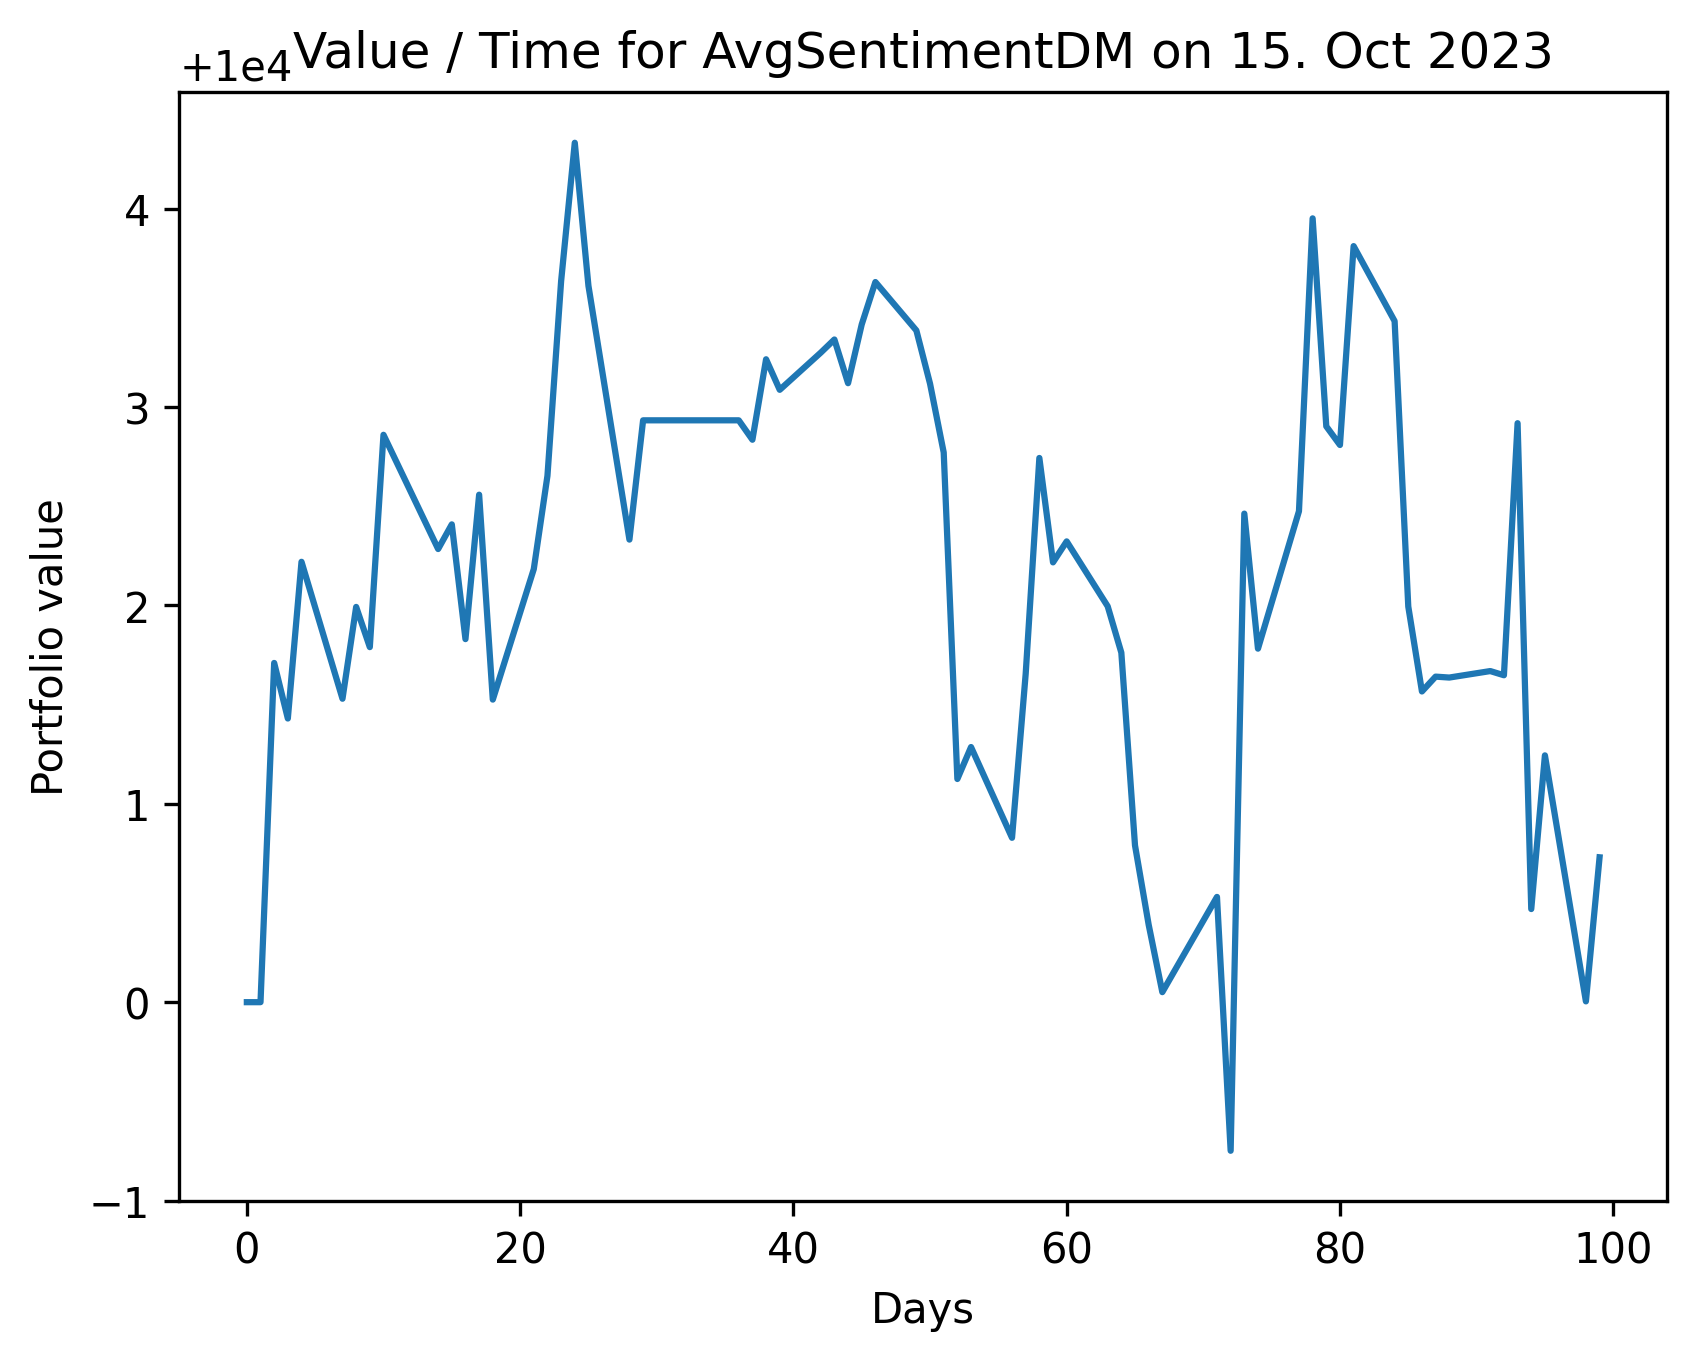 Value / Time for AvgSentimentDM on 15. Oct 2023
+1e4
4
3
2
1
0
−1
Portfolio value
0 20 40 60 80 100
Days